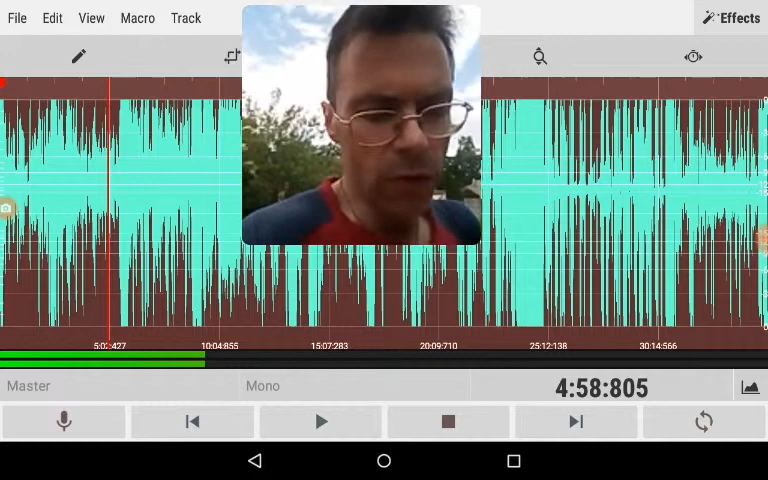 File Edit View Macro Track Effects
5:02:427 10:04:855 15:07:283 20:09:710 25:12:138 30:14:566
Master Mono 4:58:805